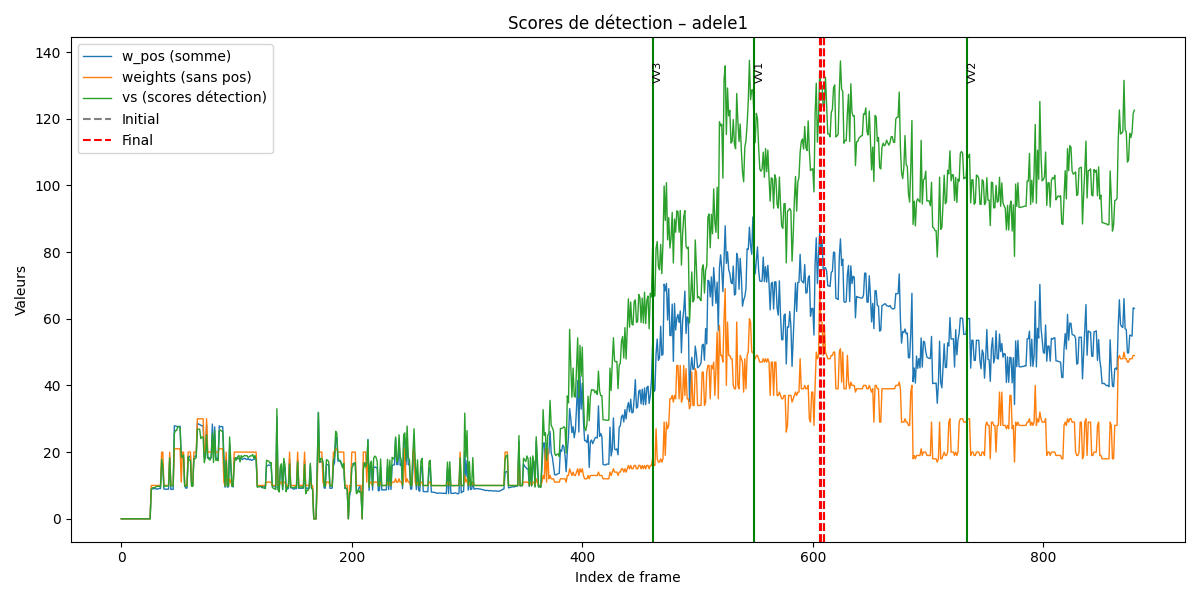 Scores de détection – adele1
w_pos (somme)
weights (sans pos)
vs (scores détection)
Initial
Final
VV3
VV1
VV2
Valeurs
140
120
100
80
60
40
20
0
0
200
400
600
800
Index de frame